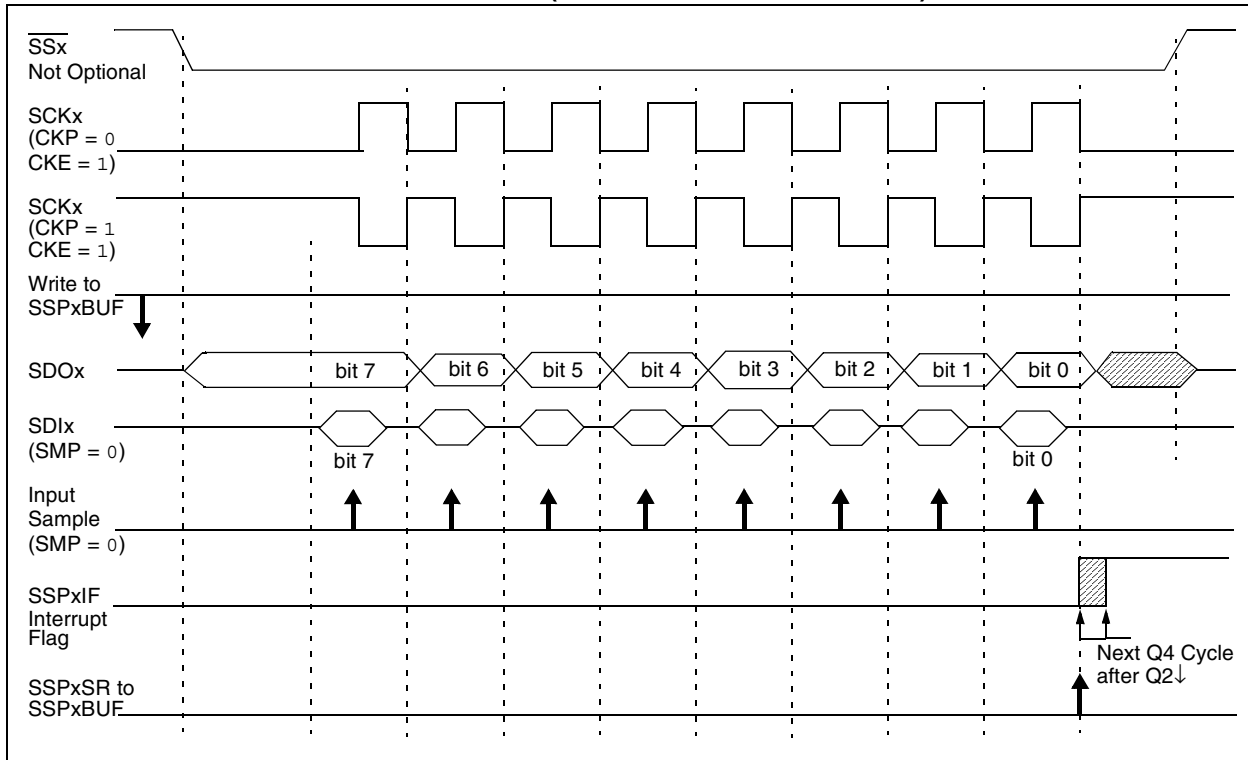 SSx
Not Optional
SCKx
(CKP = 0
CKE = 1)
SCKx
(CKP = 1
CKE = 1)
Write to
SSPxBUF
SDOx
bit 7
bit 6
bit 5
bit 4
bit 3
bit 2
bit 1
bit 0
SDIx
(SMP = 0)
bit 7
bit 0
Input
Sample
(SMP = 0)
SSPxIF
Interrupt
Flag
Next Q4 Cycle
after Q2↓
SSPxSR to
SSPxBUF